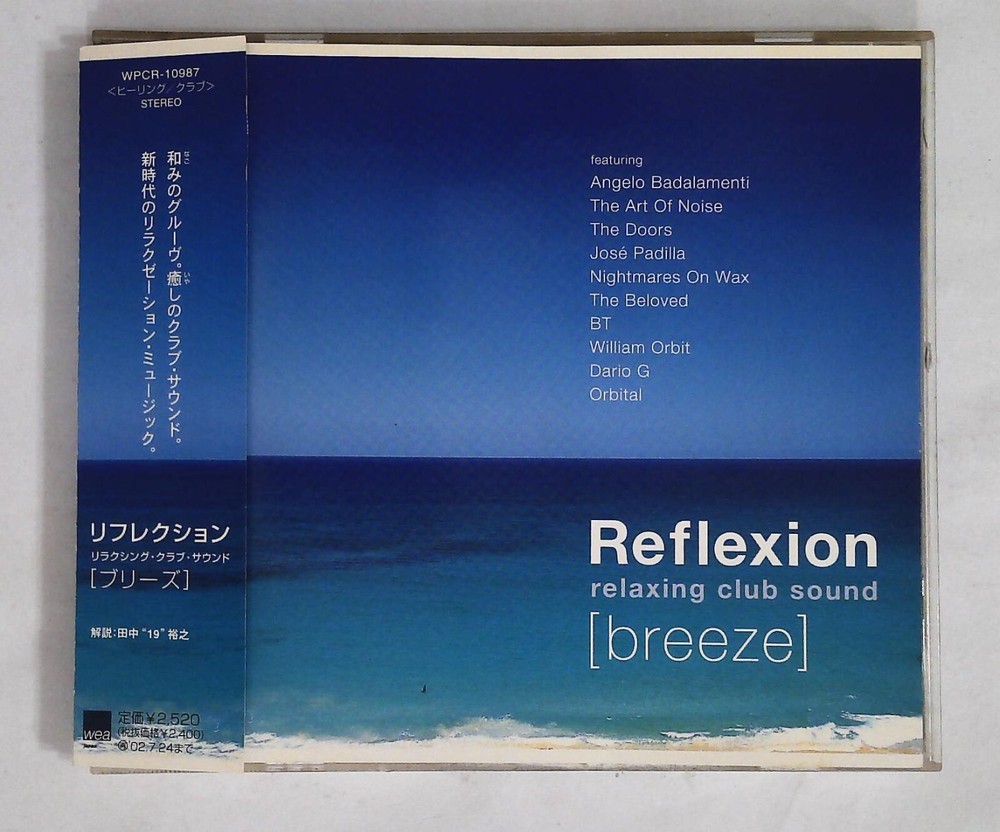 WPCR-10987
<ヒーリング/クラブ>
STEREO
和みのグルーヴ。癒しのクラブ・サウンド。
新時代のリラクゼーション・ミュージック。
リフレクション
リラクシング・クラブ・サウンド
[ブリーズ]
解説:田中“19”裕之
wea
定価¥2,520
(税抜価格¥2,400)
'02.7.24まで
featuring
Angelo Badalamenti
The Art Of Noise
The Doors
José Padilla
Nightmares On Wax
The Beloved
BT
William Orbit
Dario G
Orbital
Reflexion
relaxing club sound
[breeze]